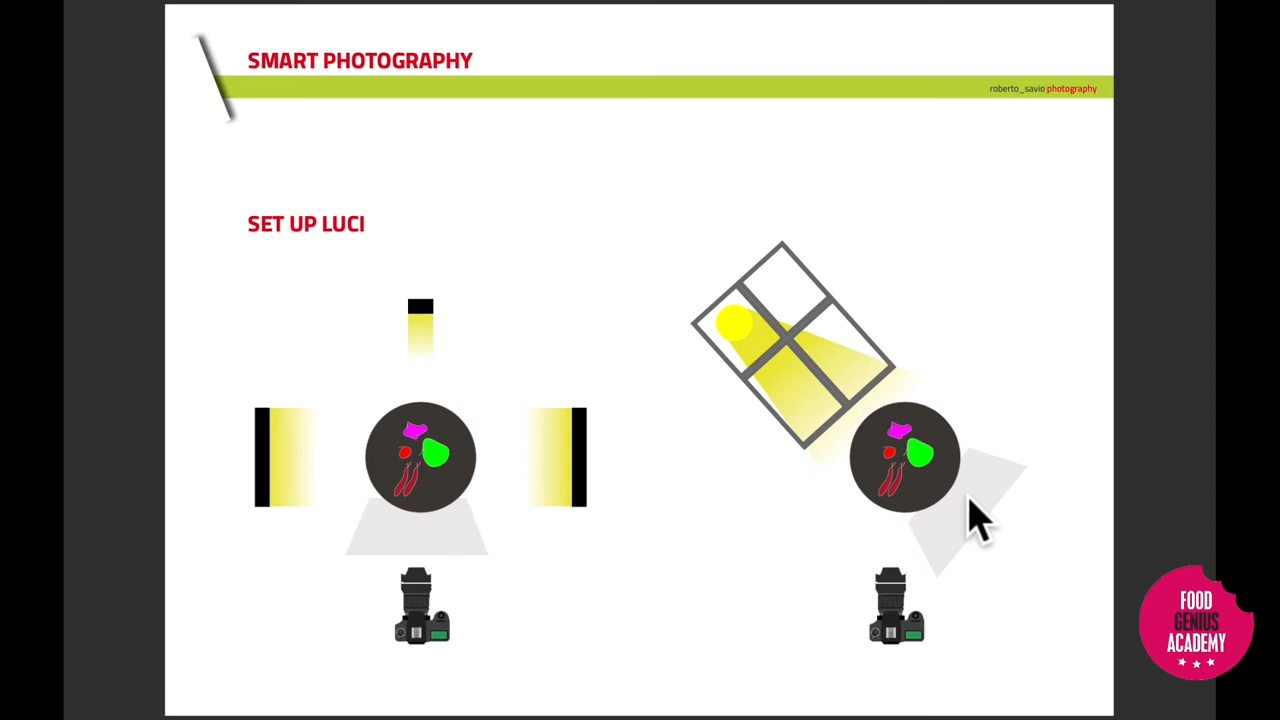 SMART PHOTOGRAPHY
roberto_savio photography
SET UP LUCI
FOOD
GENIUS
ACADEMY